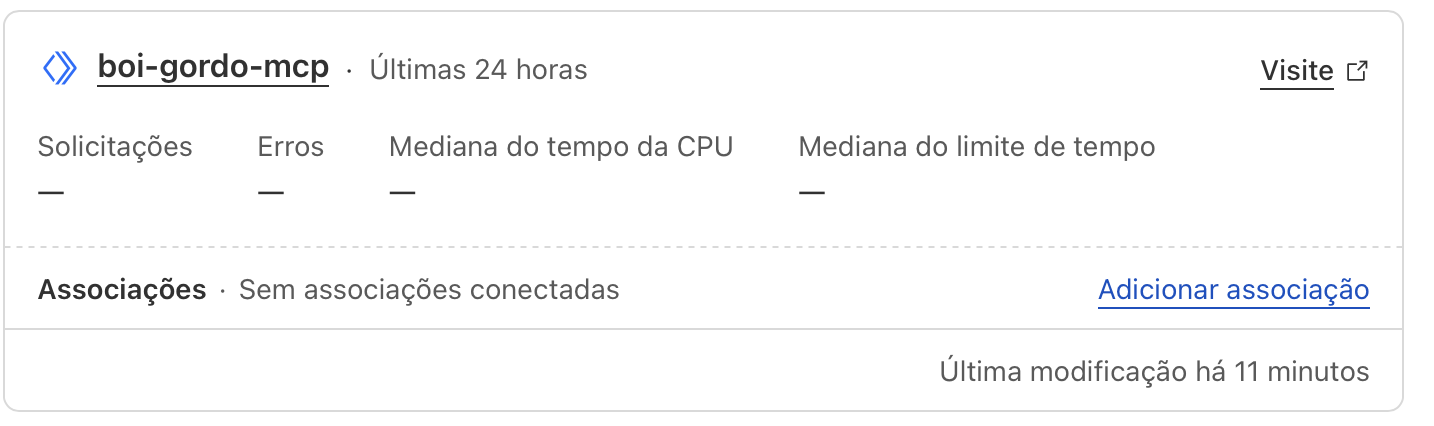 boi-gordo-mcp · Últimas 24 horas
Visite
Solicitações Erros Mediana do tempo da CPU Mediana do limite de tempo
— — — —
Associações · Sem associações conectadas
Adicionar associação
Última modificação há 11 minutos